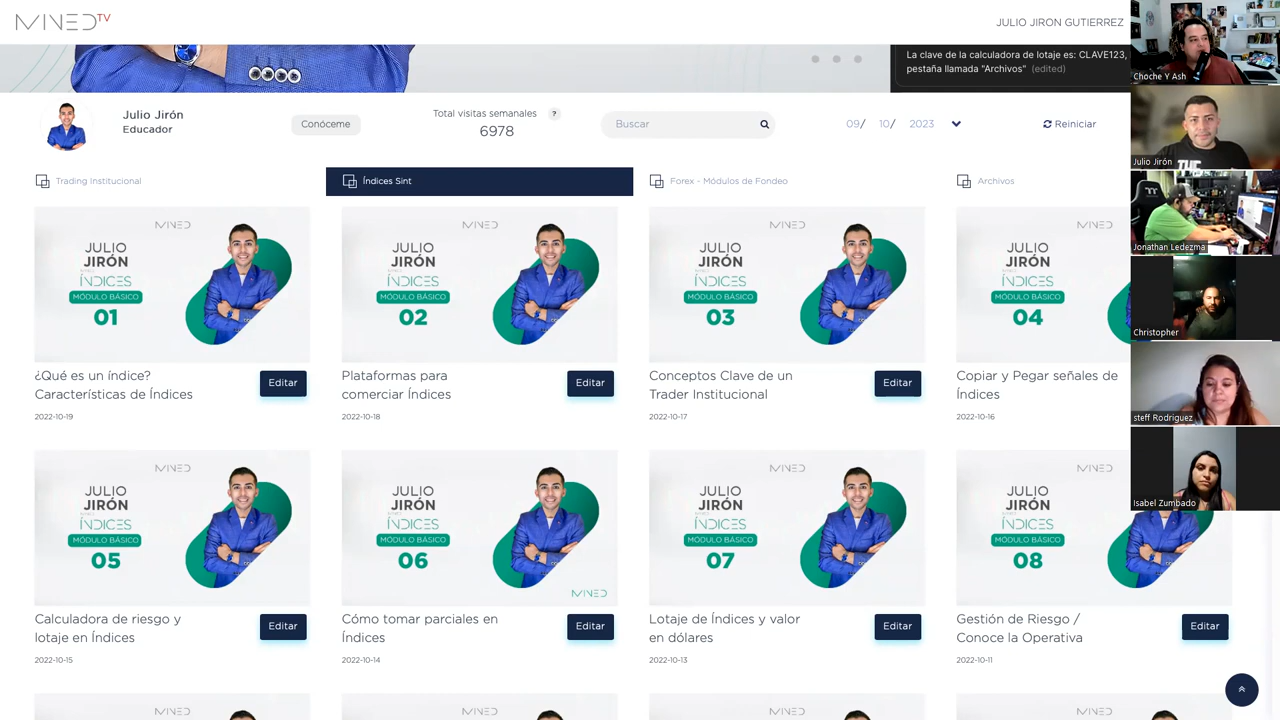 MINED TV
JULIO JIRON GUTIERREZ
La clave de la calculadora de lotaje es: CLAVE123,
pestaña llamada "Archivos" (edited)
Julio Jirón
Educador
Conóceme
Total visitas semanales ?
6978
Buscar
09/ 10/ 2023
Reiniciar
Trading Institucional
Índices Sint
Forex - Módulos de Fondeo
Archivos
MINED
JULIO
JIRÓN
ÍNDICES
MÓDULO BÁSICO
01
MINED
JULIO
JIRÓN
ÍNDICES
MÓDULO BÁSICO
02
MINED
JULIO
JIRÓN
ÍNDICES
MÓDULO BÁSICO
03
MINED
JULIO
JIRÓN
ÍNDICES
MÓDULO BÁSICO
04
¿Qué es un índice?
Características de Índices
Editar
2022-10-19
Plataformas para
comerciar Índices
Editar
2022-10-18
Conceptos Clave de un
Trader Institucional
Editar
2022-10-17
Copiar y Pegar señales de
Índices
2022-10-16
MINED
JULIO
JIRÓN
ÍNDICES
MÓDULO BÁSICO
05
MINED
JULIO
JIRÓN
ÍNDICES
MÓDULO BÁSICO
06
MINED
MINED
JULIO
JIRÓN
ÍNDICES
MÓDULO BÁSICO
07
MINED
JULIO
JIRÓN
ÍNDICES
MÓDULO BÁSICO
08
Calculadora de riesgo y
lotaje en Índices
Editar
2022-10-15
Cómo tomar parciales en
Índices
Editar
2022-10-14
Lotaje de Índices y valor
en dólares
Editar
2022-10-13
Gestión de Riesgo /
Conoce la Operativa
Editar
2022-10-11
MINED
MINED
MINED
MINED
Choche Y Ash
Julio Jirón
Jonathan Ledezma
Christopher
steff Rodriguez
Isabel Zumbado